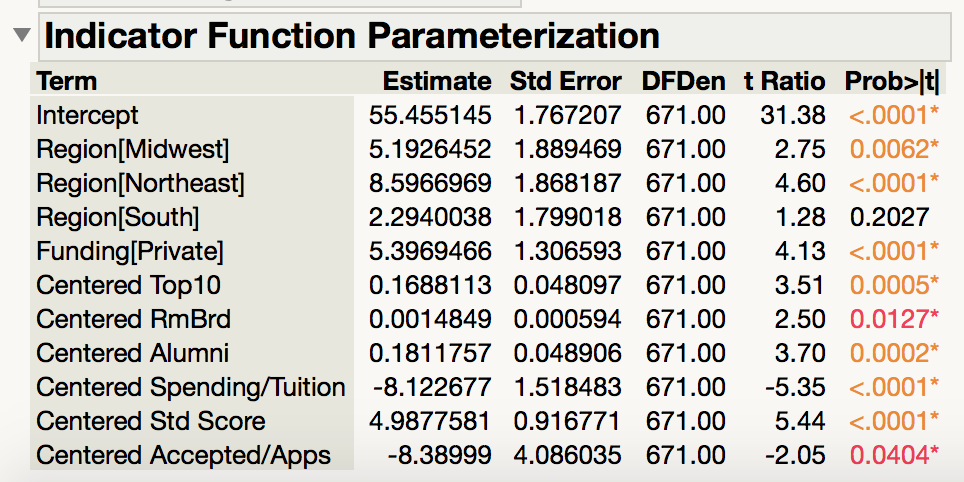 Indicator Function Parameterization
Term Estimate Std Error DFDen t Ratio Prob>|t|
Intercept 55.455145 1.767207 671.00 31.38 <.0001*
Region[Midwest] 5.1926452 1.889469 671.00 2.75 0.0062*
Region[Northeast] 8.5966969 1.868187 671.00 4.60 <.0001*
Region[South] 2.2940038 1.799018 671.00 1.28 0.2027
Funding[Private] 5.3969466 1.306593 671.00 4.13 <.0001*
Centered Top10 0.1688113 0.048097 671.00 3.51 0.0005*
Centered RmBrd 0.0014849 0.000594 671.00 2.50 0.0127*
Centered Alumni 0.1811757 0.048906 671.00 3.70 0.0002*
Centered Spending/Tuition -8.122677 1.518483 671.00 -5.35 <.0001*
Centered Std Score 4.9877581 0.916771 671.00 5.44 <.0001*
Centered Accepted/Apps -8.38999 4.086035 671.00 -2.05 0.0404*